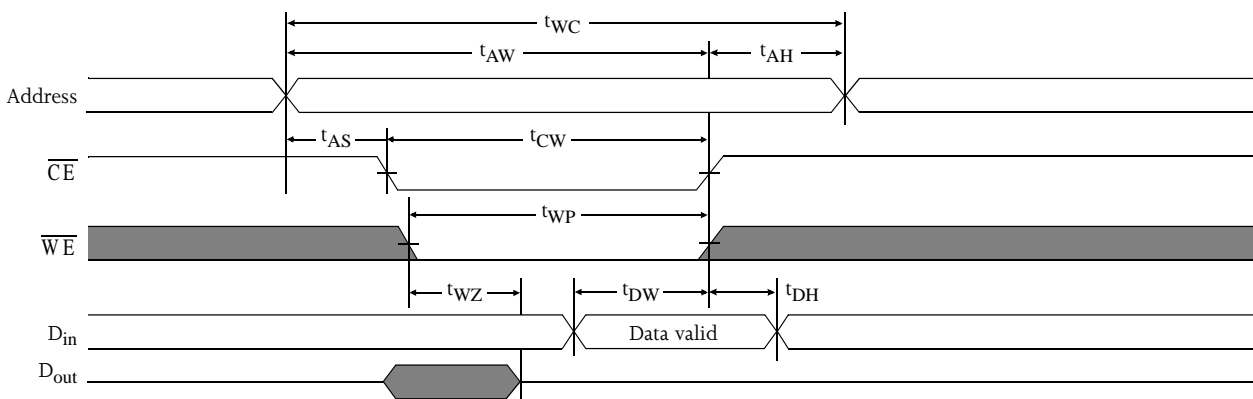 tWC
tAW
tAH
Address
tAS
tCW
CE
tWP
WE
tWZ
tDW
tDH
Din
Data valid
Dout